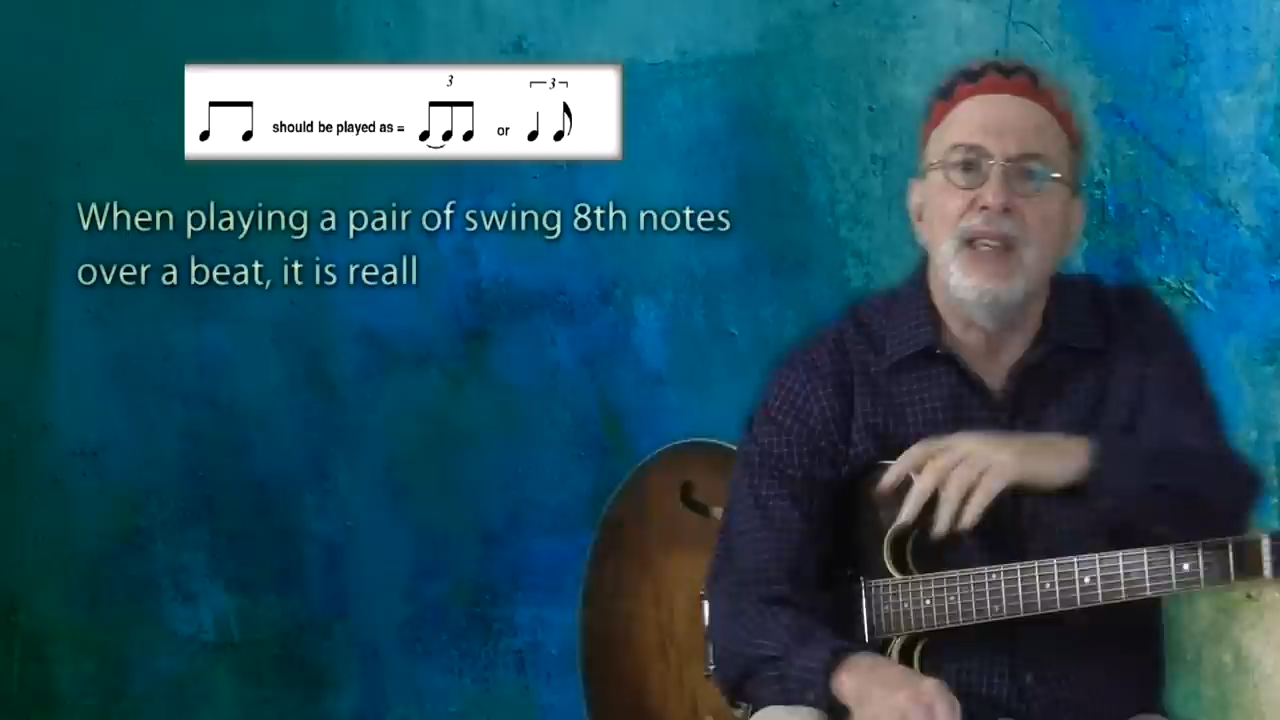 3 3
should be played as = or
When playing a pair of swing 8th notes
over a beat, it is reall